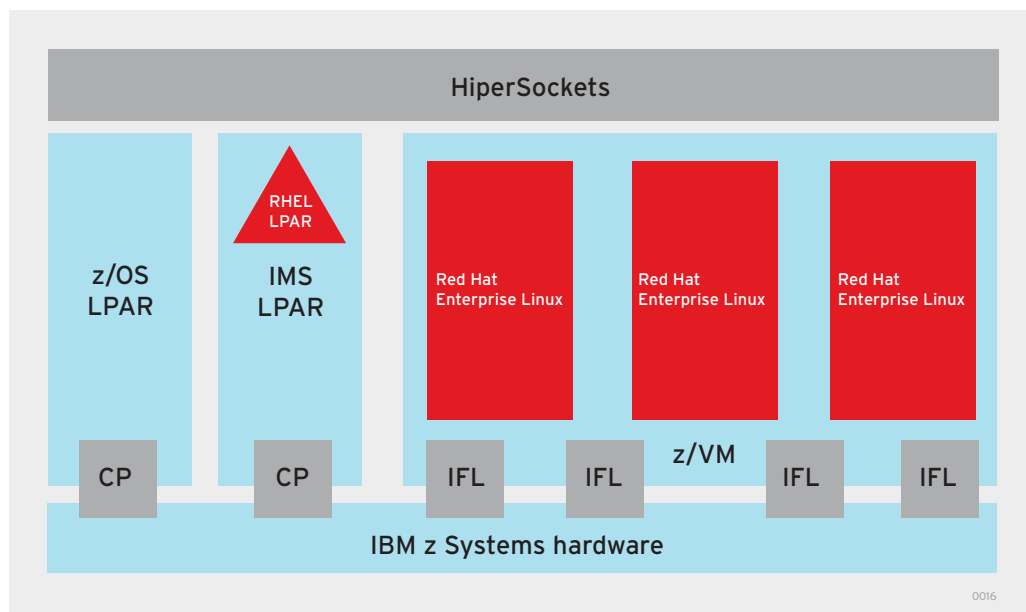 HiperSockets
z/OS
LPAR
RHEL
LPAR
IMS
LPAR
Red Hat
Enterprise Linux
Red Hat
Enterprise Linux
Red Hat
Enterprise Linux
z/VM
CP
CP
IFL
IFL
IFL
IFL
IBM z Systems hardware
0016